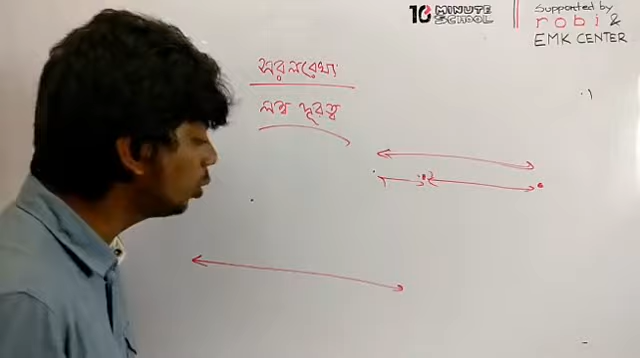 10 MINUTE SCHOOL
Supported by
robi &
EMK CENTER
সরলরেখা
লম্ব দূরত্ব